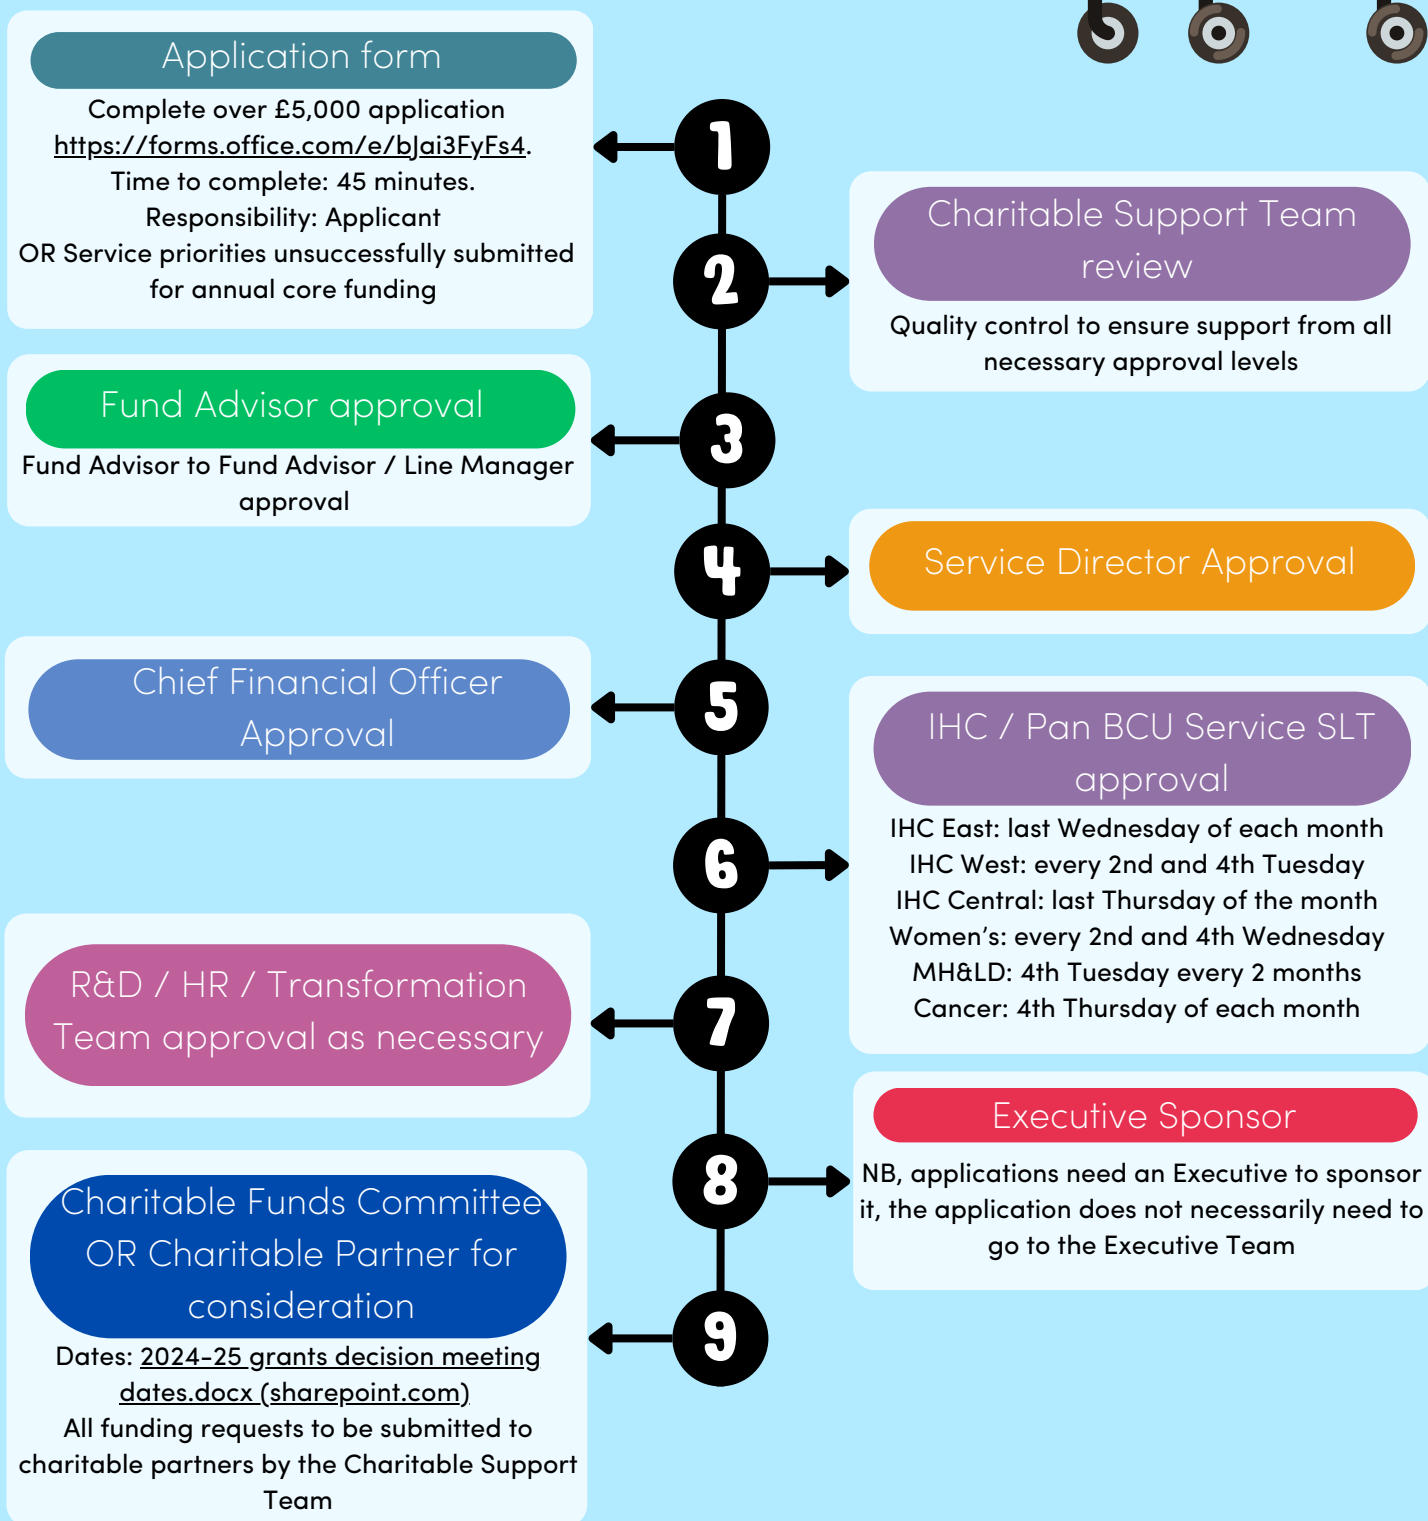 Application form
Complete over £5,000 application
https://forms.office.com/e/bJai3FyFs4.
Time to complete: 45 minutes.
Responsibility: Applicant
OR Service priorities unsuccessfully submitted
for annual core funding
1
2
Charitable Support Team
review
Quality control to ensure support from all
necessary approval levels
Fund Advisor approval
Fund Advisor to Fund Advisor / Line Manager
approval
3
4
Service Director Approval
Chief Financial Officer
Approval
5
6
IHC / Pan BCU Service SLT
approval
IHC East: last Wednesday of each month
IHC West: every 2nd and 4th Tuesday
IHC Central: last Thursday of the month
Women's: every 2nd and 4th Wednesday
MH&LD: 4th Tuesday every 2 months
Cancer: 4th Thursday of each month
R&D / HR / Transformation
Team approval as necessary
7
8
Executive Sponsor
NB, applications need an Executive to sponsor
it, the application does not necessarily need to
go to the Executive Team
Charitable Funds Committee
OR Charitable Partner for
consideration
Dates: 2024-25 grants decision meeting
dates.docx (sharepoint.com)
All funding requests to be submitted to
charitable partners by the Charitable Support
Team
9